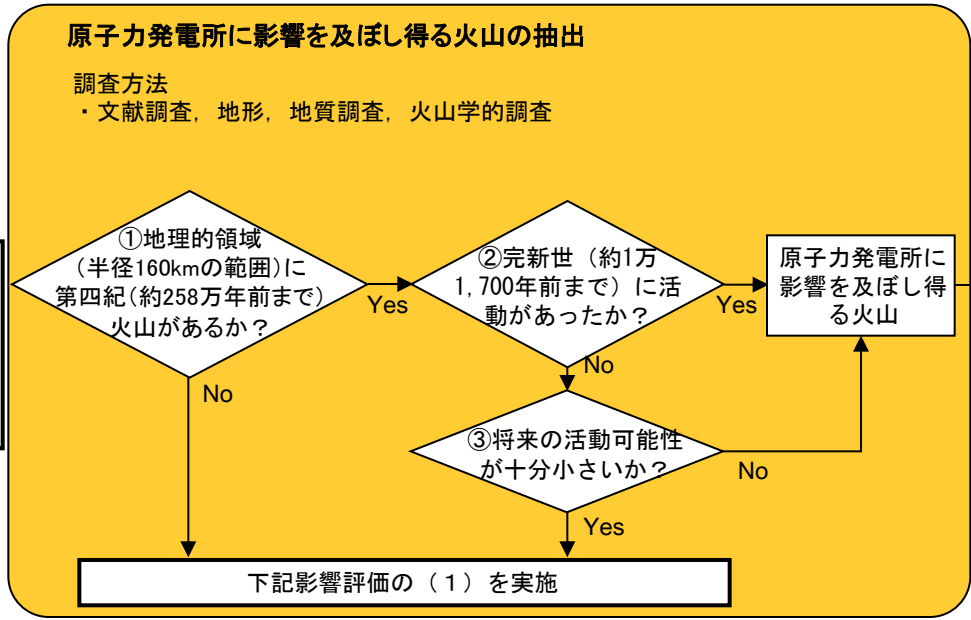 原子力発電所に影響を及ぼし得る火山の抽出
調査方法
・文献調査, 地形, 地質調査, 火山学的調査
①地理的領域
(半径160kmの範囲)に
第四紀(約258万年前まで)
火山があるか？
Yes
No
②完新世（約1万
1,700年前まで）に活
動があったか？
Yes
No
原子力発電所に
影響を及ぼし得
る火山
③将来の活動可能性
が十分小さいか？
No
Yes
下記影響評価の（１）を実施